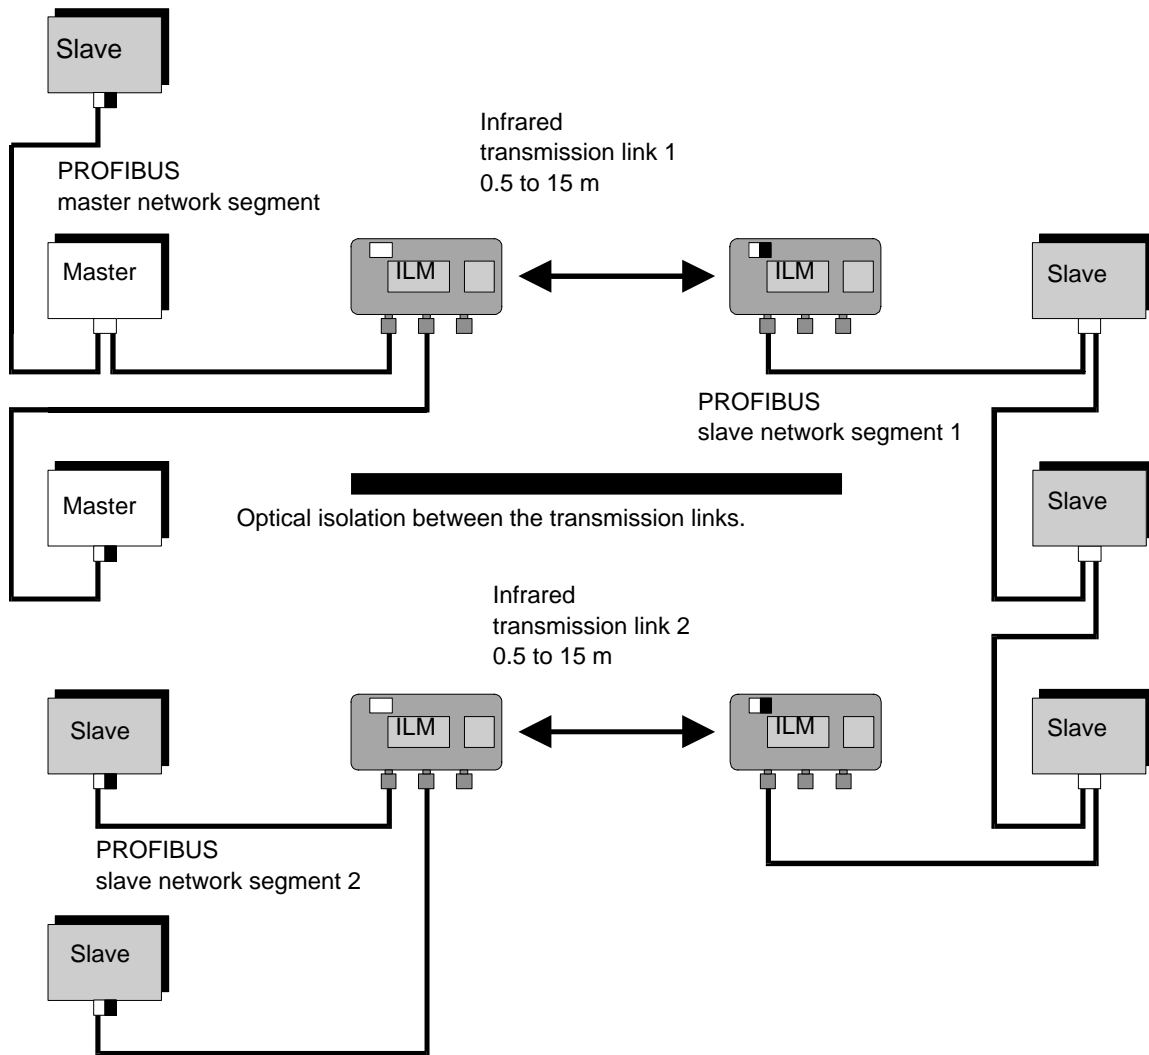 Slave
Infrared
transmission link 1
0.5 to 15 m
PROFIBUS
master network segment
Master
ILM
ILM
Slave
PROFIBUS
slave network segment 1
Master
Optical isolation between the transmission links.
Slave
Infrared
transmission link 2
0.5 to 15 m
Slave
ILM
ILM
Slave
PROFIBUS
slave network segment 2
Slave